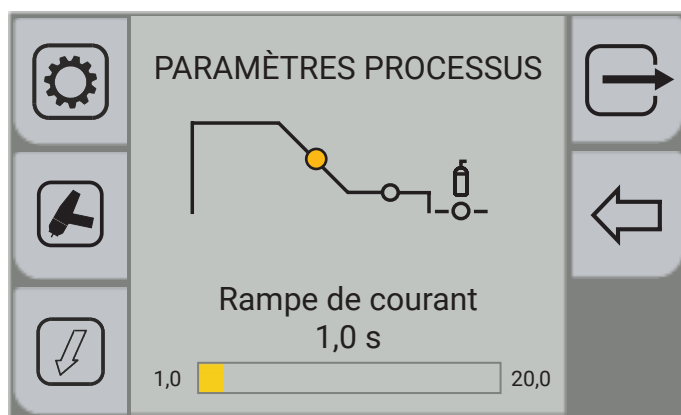 PARAMÈTRES PROCESSUS
Rampe de courant
1,0 s
1,0 20,0